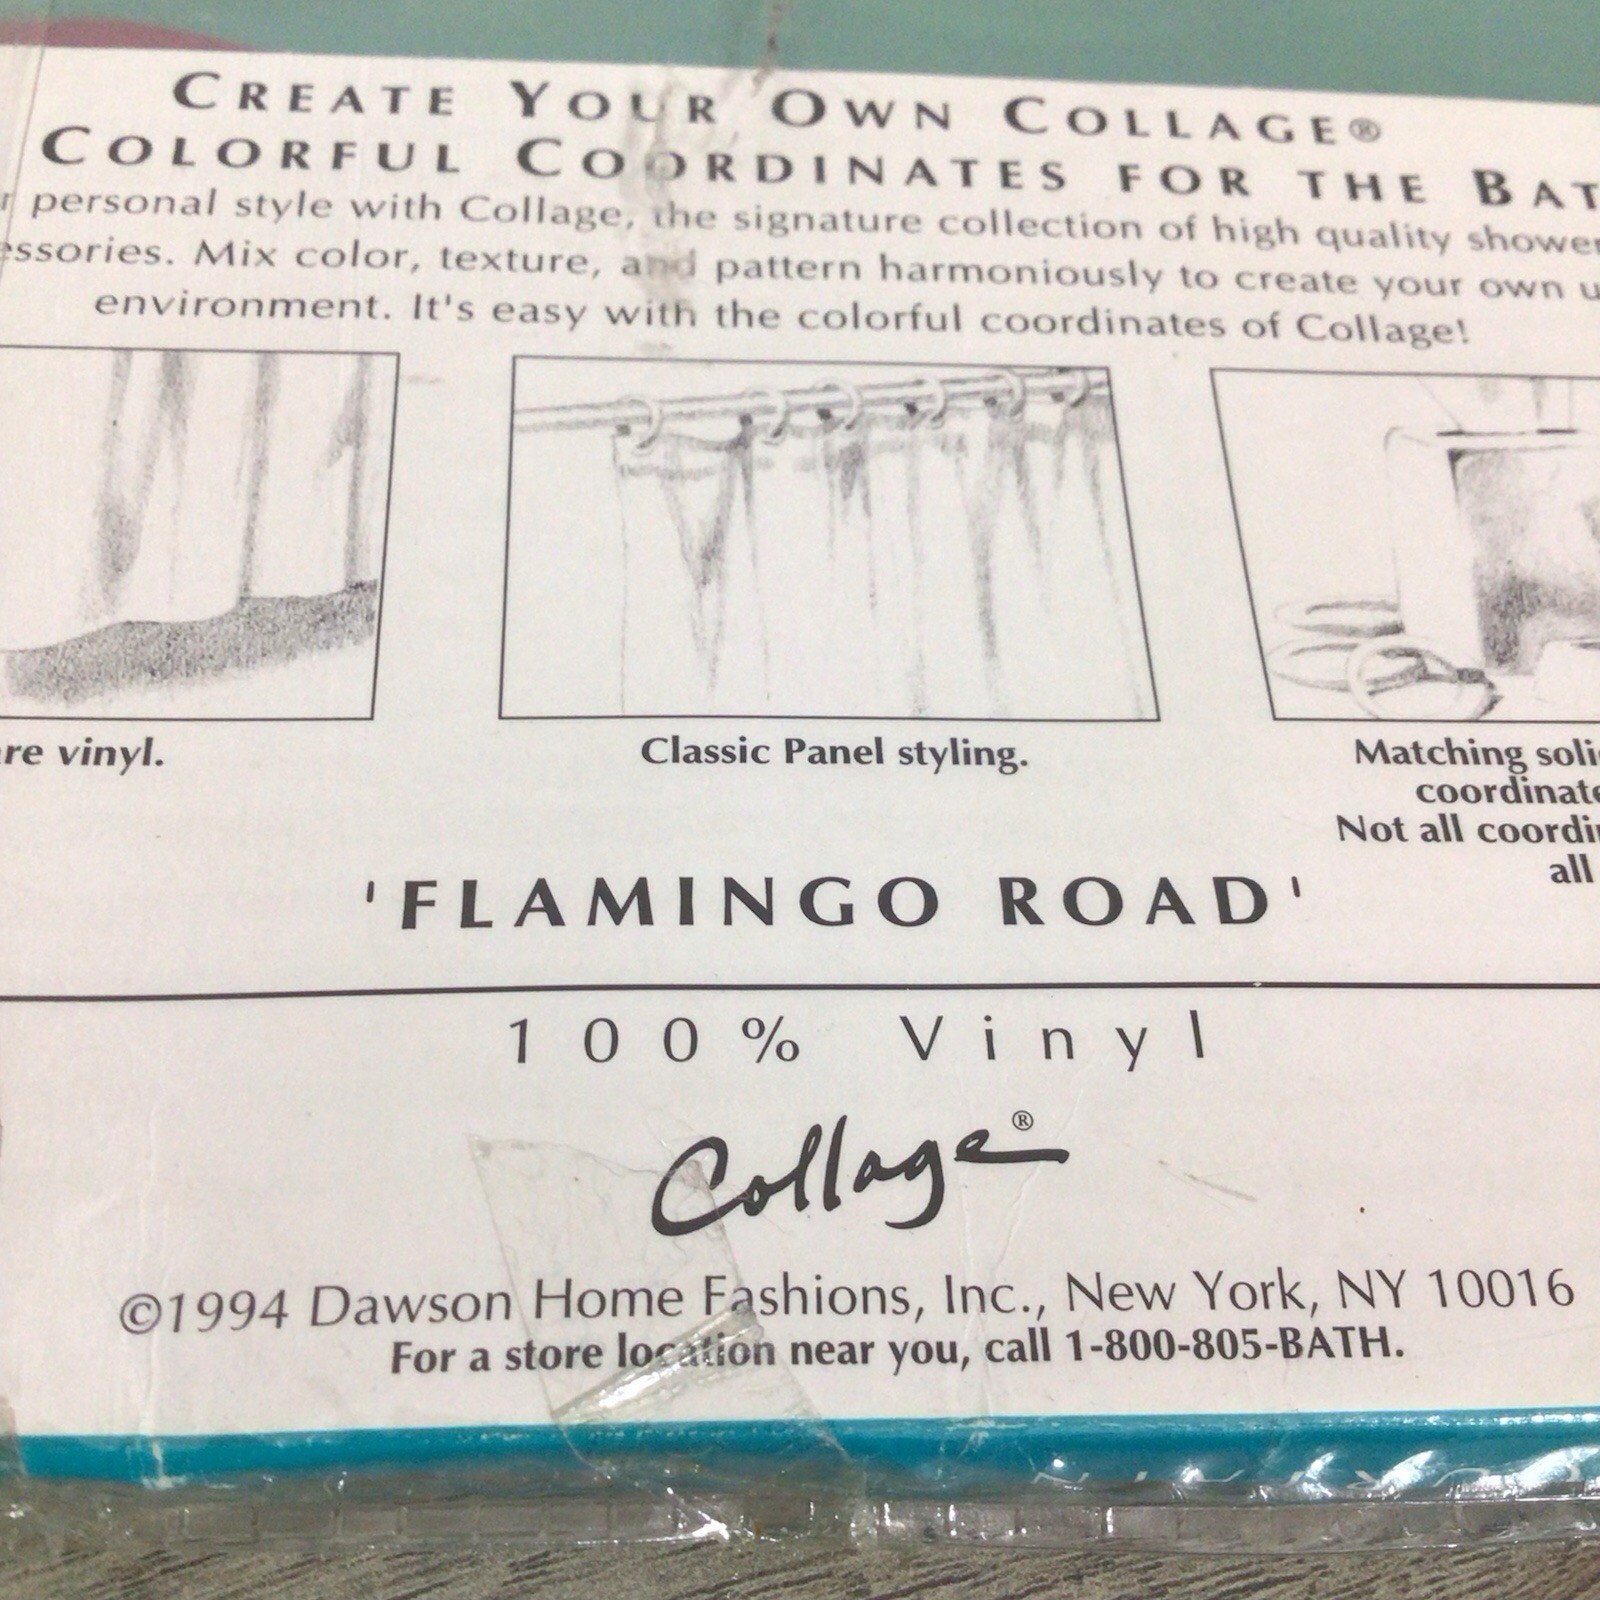 CREATE YOUR OWN COLLAGE®
COLORFUL COORDINATES FOR THE BAT
r personal style with Collage, the signature collection of high quality shower
essories. Mix color, texture, and pattern harmoniously to create your own u
environment. It's easy with the colorful coordinates of Collage!
are vinyl.
Classic Panel styling.
Matching soli
coordinate
Not all coordi
all
'FLAMINGO ROAD'
100% Vinyl
Collage®
©1994 Dawson Home Fashions, Inc., New York, NY 10016
For a store location near you, call 1-800-805-BATH.